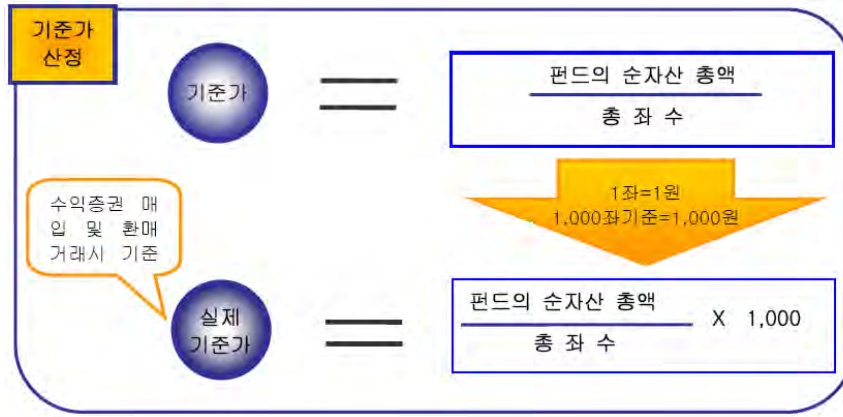 기준가
산정
기준가
펀드의 순자산 총액
총 좌 수
1좌=1원
1,000좌기준=1,000원
수익증권 매
입 및 환매
거래시 기준
실제
기준가
펀드의 순자산 총액
총 좌 수
X 1,000